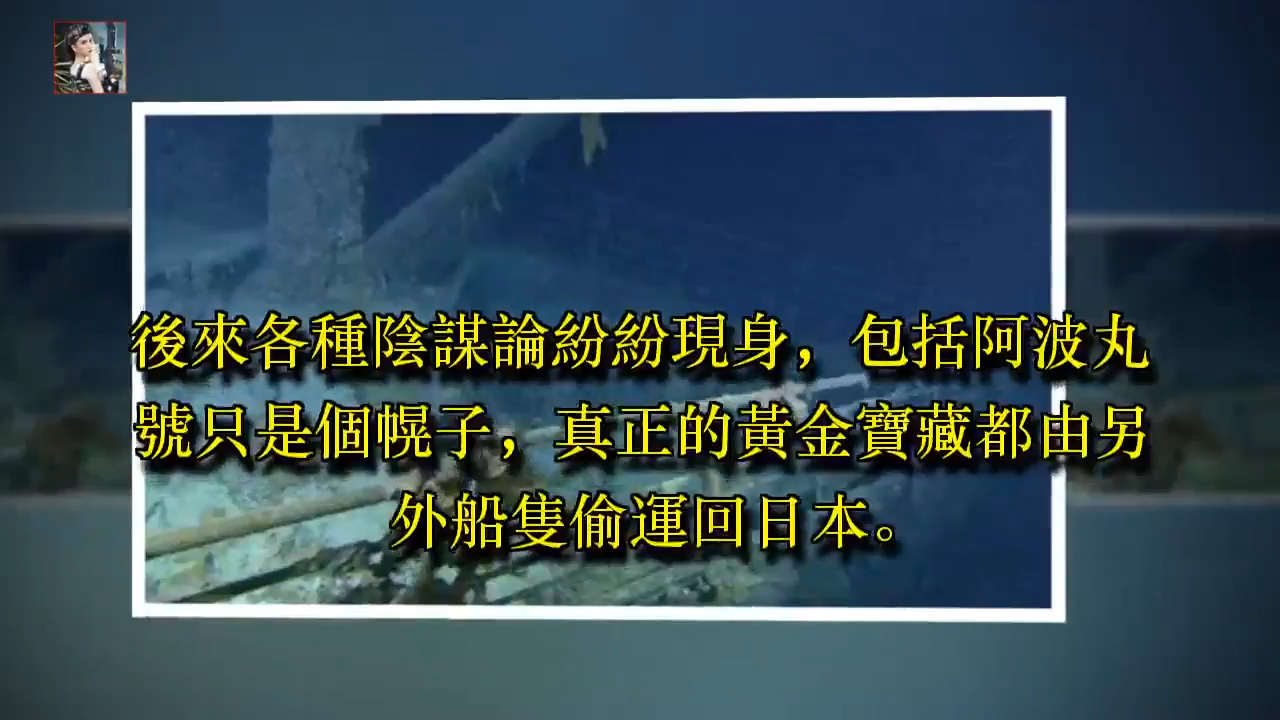 後來各種陰謀論紛紛現身，包括阿波丸
號只是個幌子，真正的黃金寶藏都由另
外船隻偷運回日本。